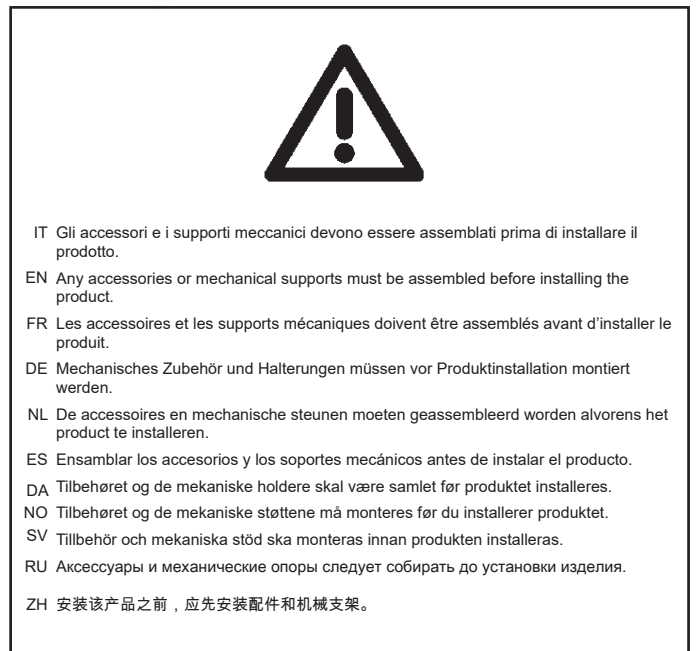 IT Gli accessori e i supporti meccanici devono essere assemblati prima di installare il
prodotto.
EN Any accessories or mechanical supports must be assembled before installing the
product.
FR Les accessoires et les supports mécaniques doivent être assemblés avant d’installer le
produit.
DE Mechanisches Zubehör und Halterungen müssen vor Produktinstallation montiert
werden.
NL De accessoires en mechanische steunen moeten geassembleerd worden alvorens het
product te installeren.
ES Ensamblar los accesorios y los soportes mecánicos antes de instalar el producto.
DA Tilbehøret og de mekaniske holdere skal være samlet før produktet installeres.
NO Tilbehøret og de mekaniske støttene må monteres før du installerer produktet.
SV Tillbehör och mekaniska stöd ska monteras innan produkten installeras.
RU Аксессуары и механические опоры следует собирать до установки изделия.
ZH 安装该产品之前，应先安装配件和机械支架。